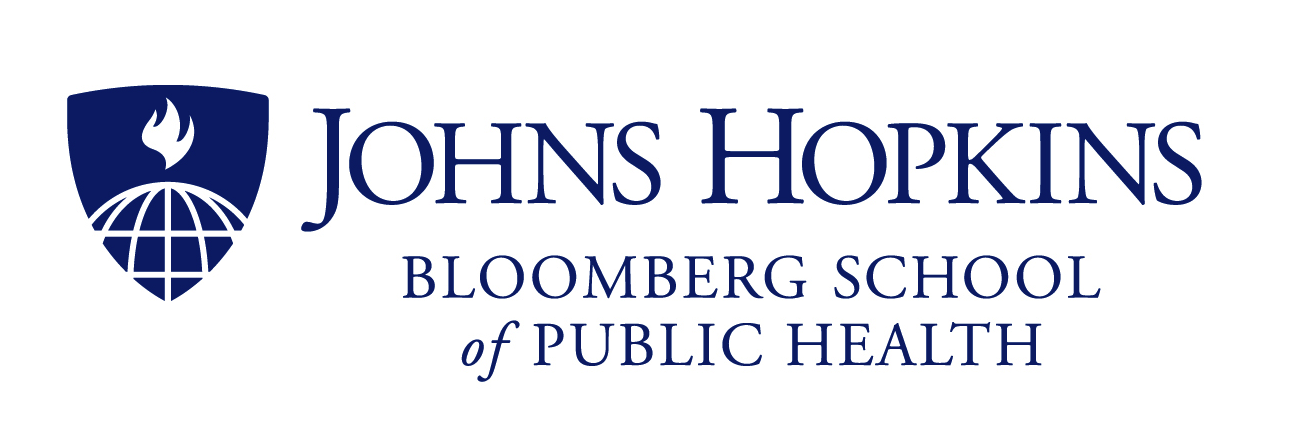 JOHNS HOPKINS
BLOOMBERG SCHOOL
of PUBLIC HEALTH